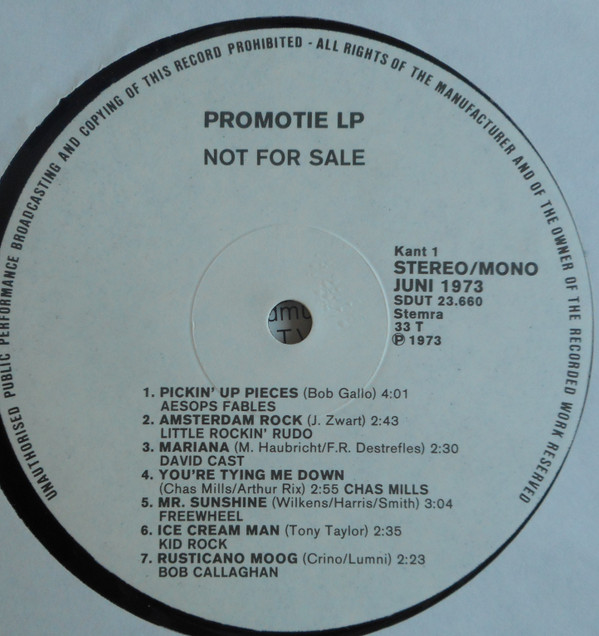 UNAUTHORISED PUBLIC PERFORMANCE BROADCASTING AND COPYING OF THIS RECORD PROHIBITED - ALL RIGHTS OF THE MANUFACTURER AND OF THE OWNER OF THE RECORDED WORK RESERVED
PROMOTIE LP
NOT FOR SALE
Kant 1
STEREO/MONO
JUNI 1973
SDUT 23.660
Stemra
33 T
℗ 1973
1. PICKIN' UP PIECES (Bob Gallo) 4:01
AESOPS FABLES
2. AMSTERDAM ROCK (J. Zwart) 2:43
LITTLE ROCKIN' RUDO
3. MARIANA (M. Haubrich/F.R. Destrefles) 2:30
DAVID CAST
4. YOU'RE TYING ME DOWN
(Chas Mills/Arthur Rix) 2:55 CHAS MILLS
5. MR. SUNSHINE (Wilkens/Harris/Smith) 3:04
FREEWHEEL
6. ICE CREAM MAN (Tony Taylor) 2:35
KID ROCK
7. RUSTICANO MOOG (Crino/Lumni) 2:23
BOB CALLAGHAN